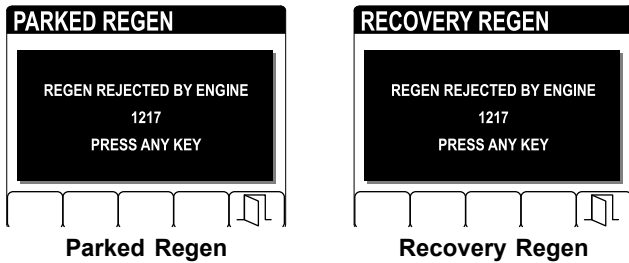 PARKED REGEN
REGEN REJECTED BY ENGINE
1217
PRESS ANY KEY
Parked Regen
RECOVERY REGEN
REGEN REJECTED BY ENGINE
1217
PRESS ANY KEY
Recovery Regen